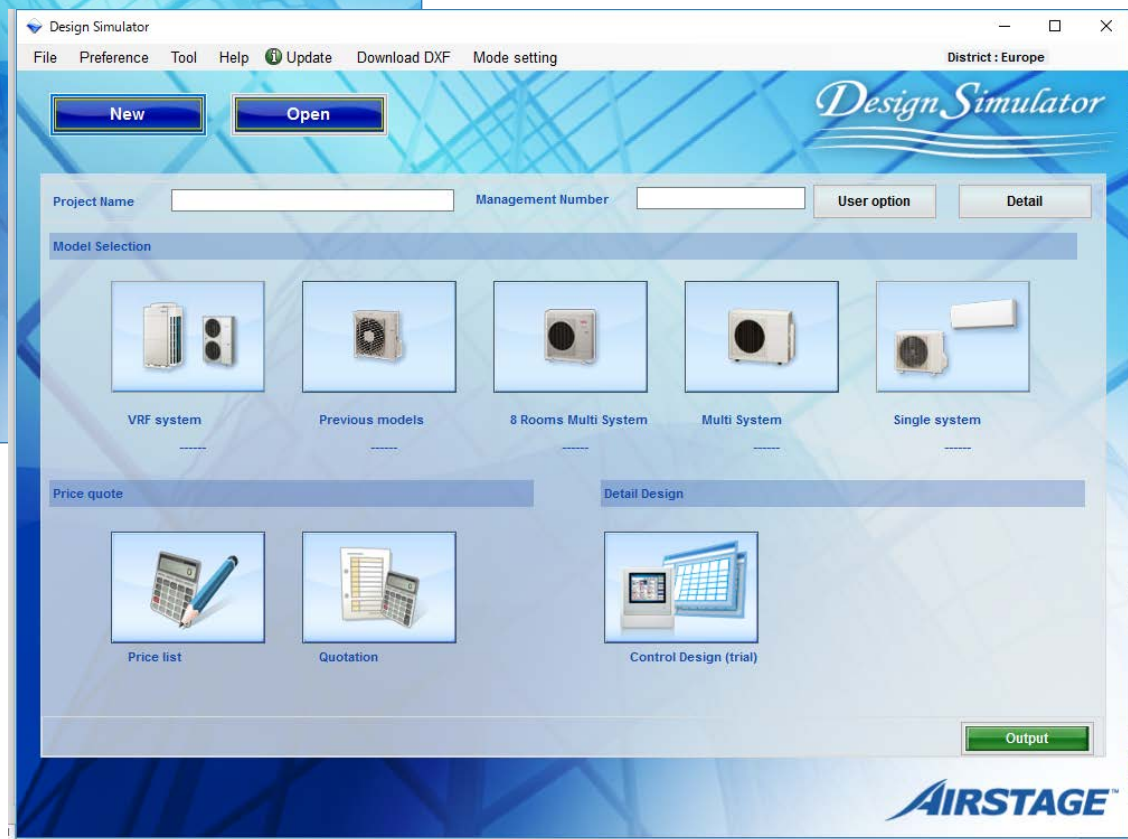 Design Simulator
File Preference Tool Help Update Download DXF Mode setting District : Europe
New Open Design Simulator
Project Name Management Number User option Detail
Model Selection
VRF system Previous models 8 Rooms Multi System Multi System Single system
------ ------ ------ ------ ------
Price quote Detail Design
Price list Quotation Control Design (trial)
Output
AIRSTAGE™